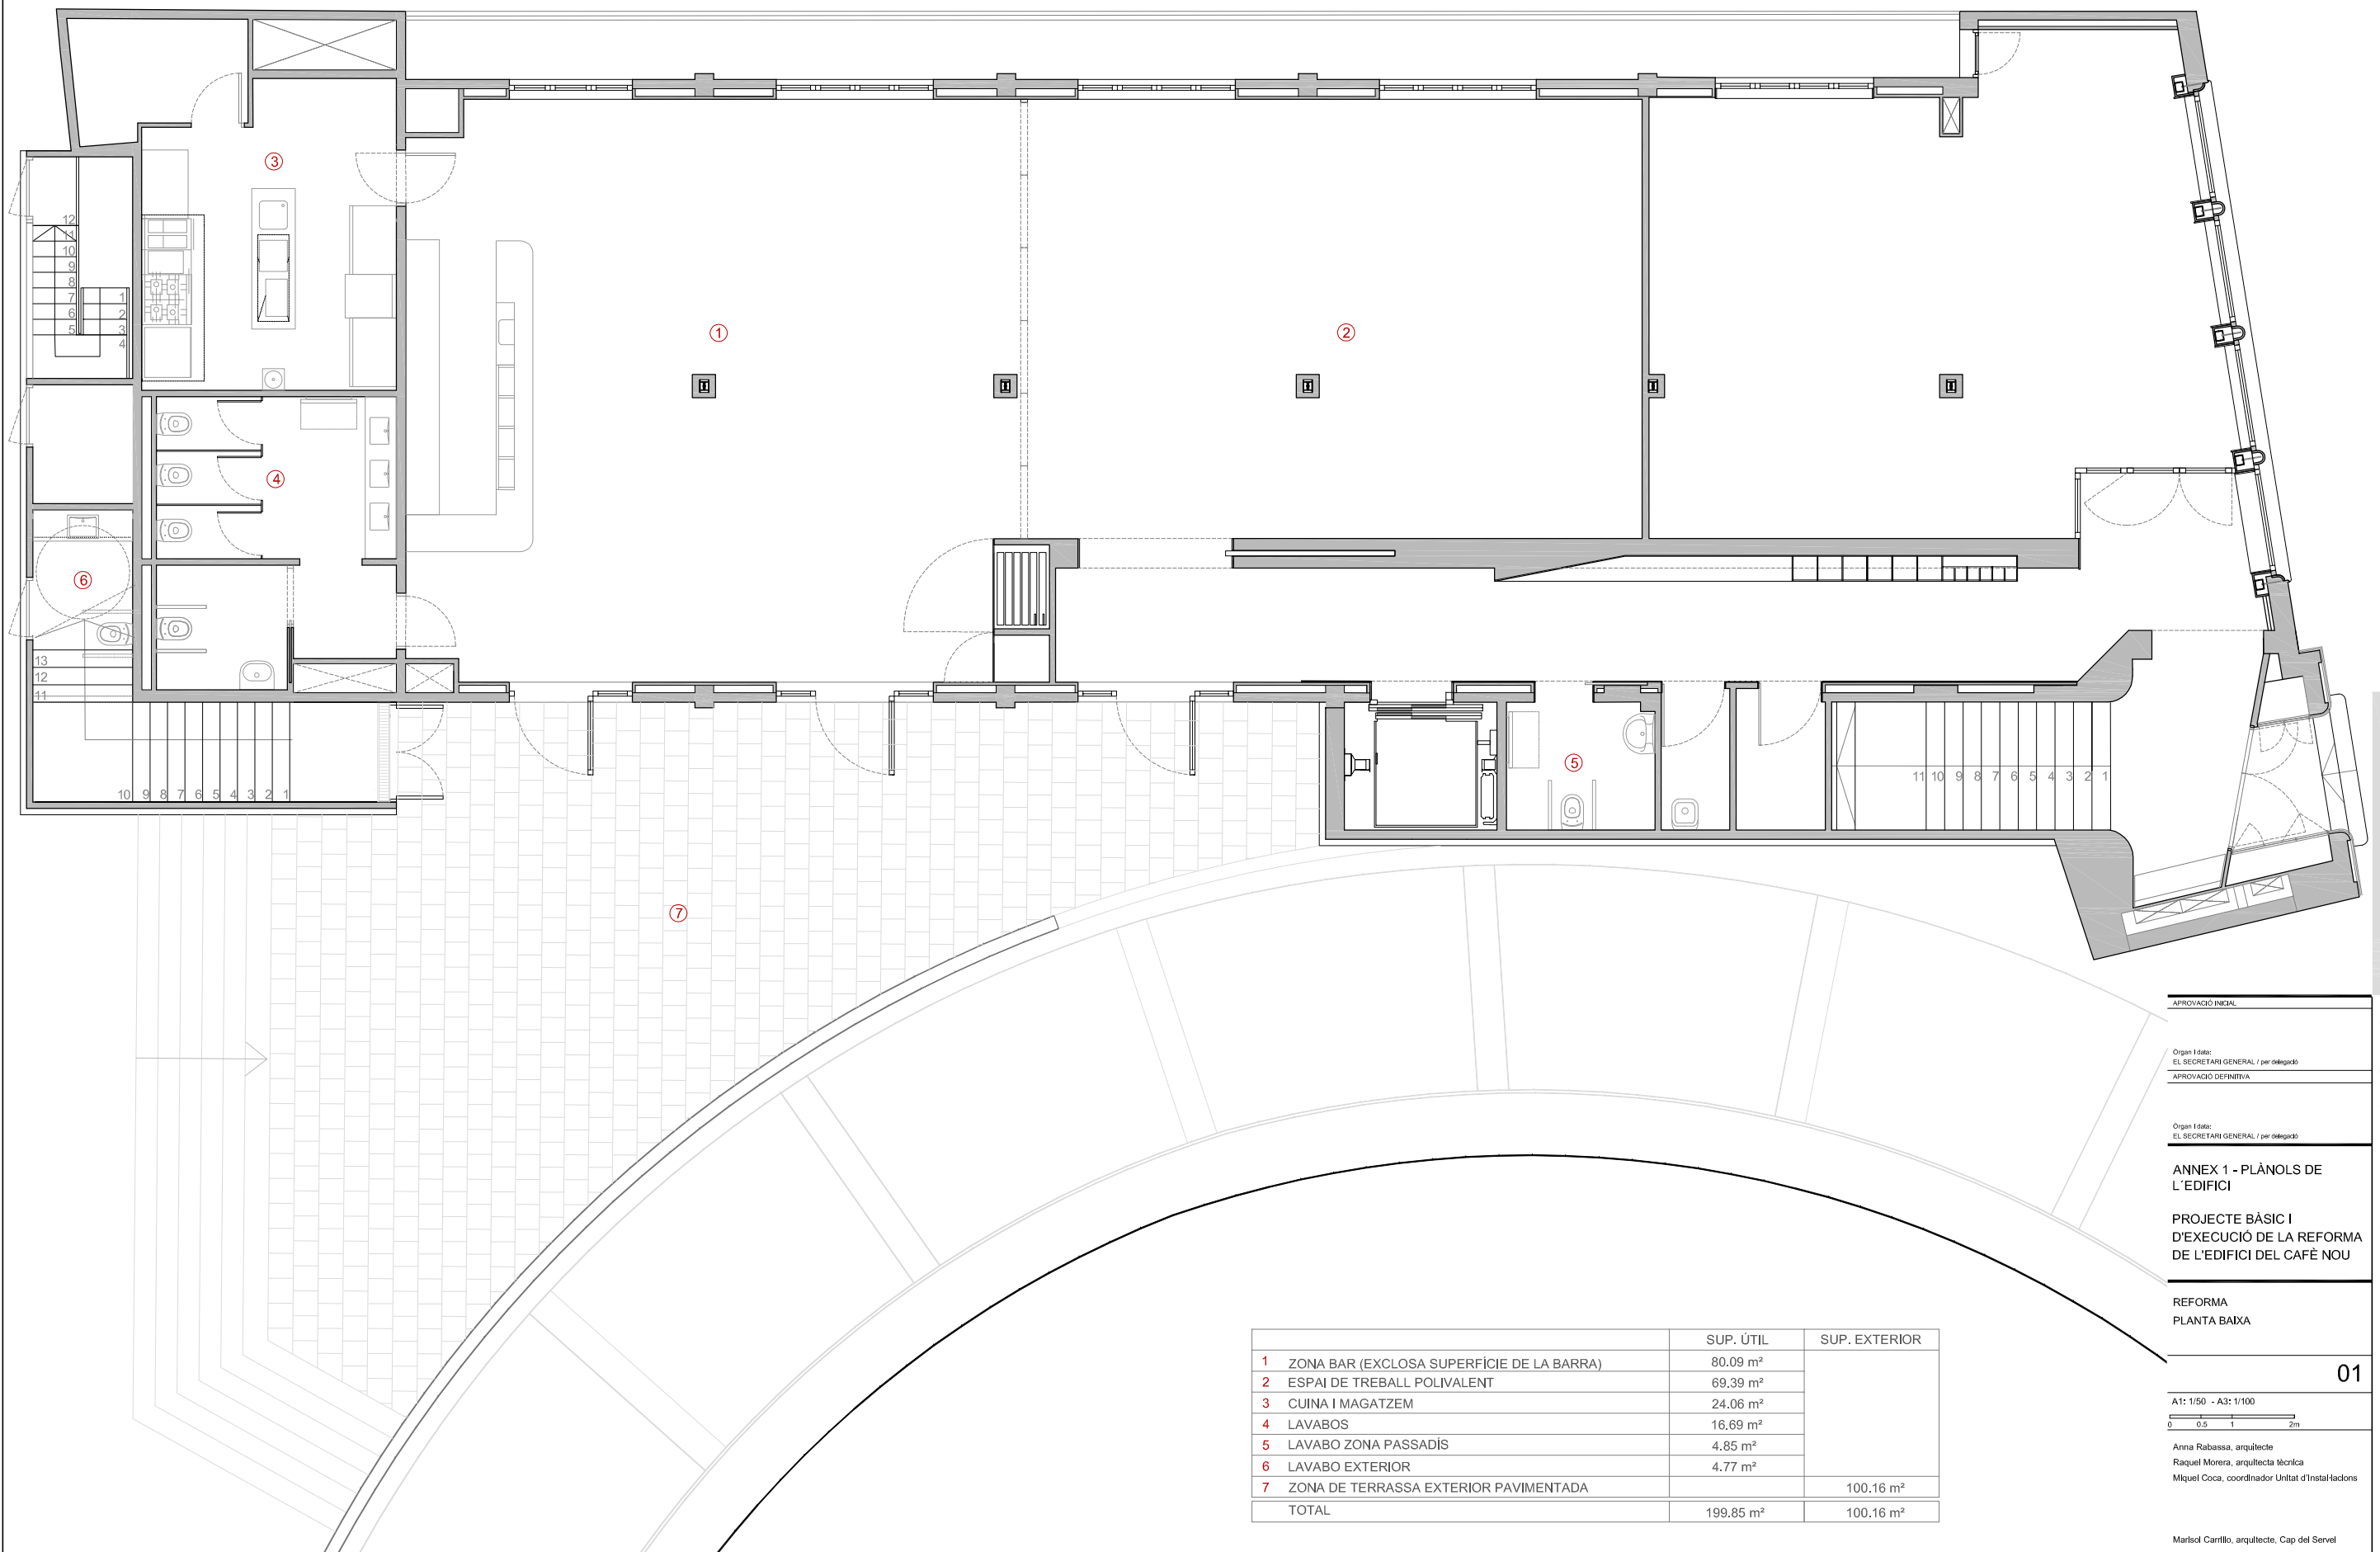 3
12
11
10
9
8
7
6
5
1
2
3
4
1
2
4
6
13
12
11
10 9 8 7 6 5 4 3 2 1
5
11 10 9 8 7 6 5 4 3 2 1
7
SUP. ÚTIL SUP. EXTERIOR
1 ZONA BAR (EXCLOSA SUPERFÍCIE DE LA BARRA) 80.09 m²
2 ESPAI DE TREBALL POLIVALENT 69.39 m²
3 CUINA I MAGATZEM 24.06 m²
4 LAVABOS 16.69 m²
5 LAVABO ZONA PASSADÍS 4.85 m²
6 LAVABO EXTERIOR 4.77 m²
7 ZONA DE TERRASSA EXTERIOR PAVIMENTADA 100.16 m²
TOTAL 199.85 m² 100.16 m²
APROVACIÓ INICIAL
Òrgan i data:
EL SECRETARI GENERAL / per delegació
APROVACIÓ DEFINITIVA
Òrgan i data:
EL SECRETARI GENERAL / per delegació
ANNEX 1 - PLÀNOLS DE
L´EDIFICI
PROJECTE BÀSIC I
D'EXECUCIÓ DE LA REFORMA
DE L'EDIFICI DEL CAFÈ NOU
REFORMA
PLANTA BAIXA
01
A1: 1/50 - A3: 1/100
0 0.5 1 2m
Anna Rabassa, arquitecte
Raquel Morera, arquitecta tècnica
Miquel Coca, coordinador Unitat d'Instal·lacions
Marisol Carrillo, arquitecte, Cap del Servei